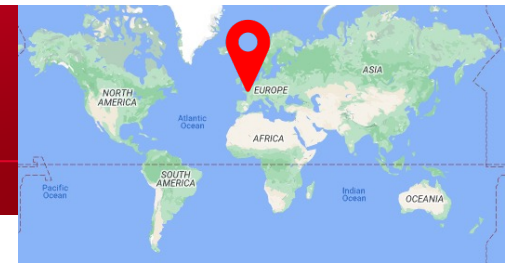 ASIA
EUROPE
NORTH
AMERICA
Atlantic
Ocean
AFRICA
SOUTH
AMERICA
Pacific
Ocean
Indian
Ocean
OCEANIA